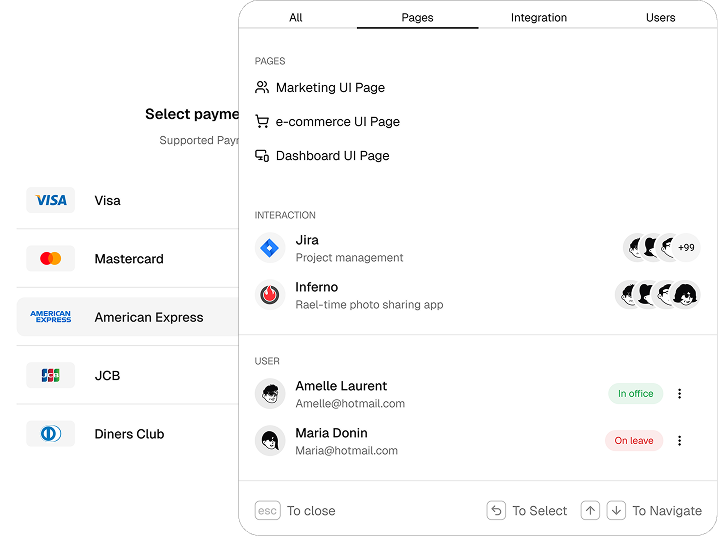 All
Pages
Integration
Users
PAGES
Marketing UI Page
e-commerce UI Page
Dashboard UI Page
INTERACTION
Jira
Project management
+99
Inferno
Rael-time photo sharing app
USER
Amelle Laurent
Amelle@hotmail.com
In office
Maria Donin
Maria@hotmail.com
On leave
esc To close
To Select
To Navigate
Select payme
Supported Pay
VISA Visa
Mastercard
AMERICAN
EXPRESS
American Express
JCB JCB
Diners Club